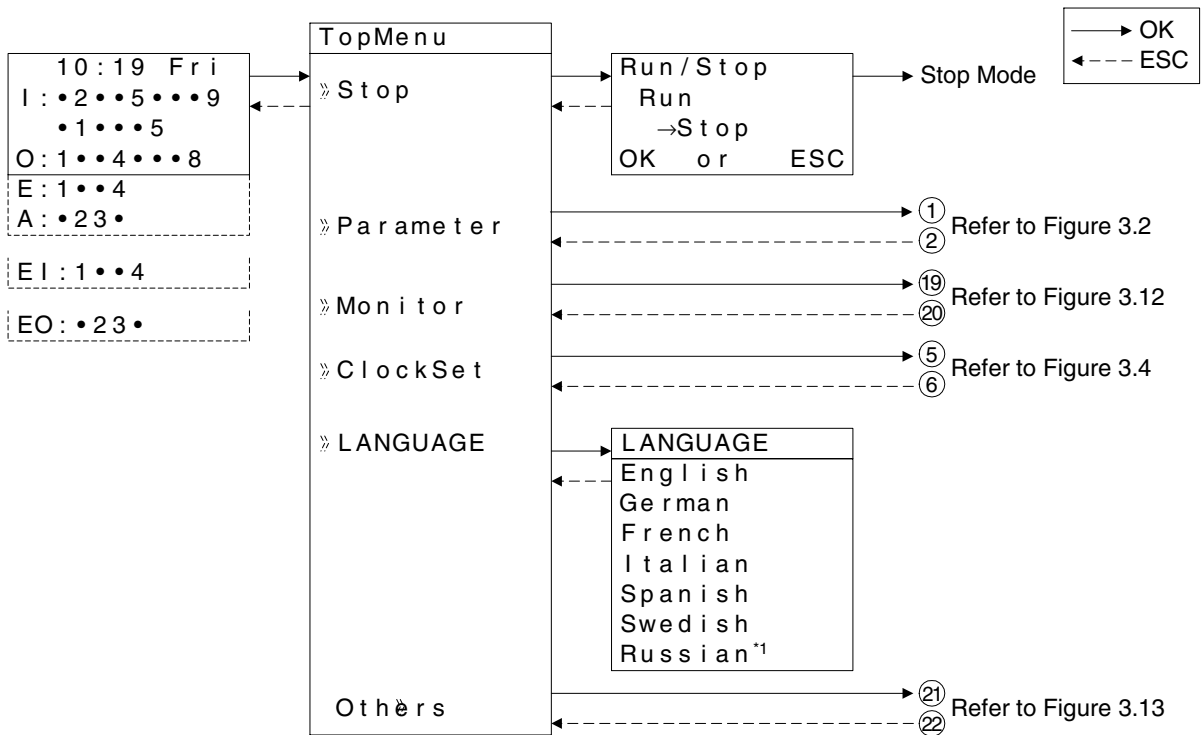 10:19 Fri
I:•2••5•••9
•1•••5
O:1••4•••8
E:1••4
A:•23•
EI:1••4
EO:•23•
TopMenu
»Stop
»Parameter
»Monitor
»ClockSet
»LANGUAGE
»Others
Run/Stop
Run
→Stop
OK or ESC
Stop Mode
OK
ESC
① Refer to Figure 3.2
②
⑲ Refer to Figure 3.12
⑳
⑤ Refer to Figure 3.4
⑥
LANGUAGE
English
German
French
Italian
Spanish
Swedish
Russian*1
㉑ Refer to Figure 3.13
㉒